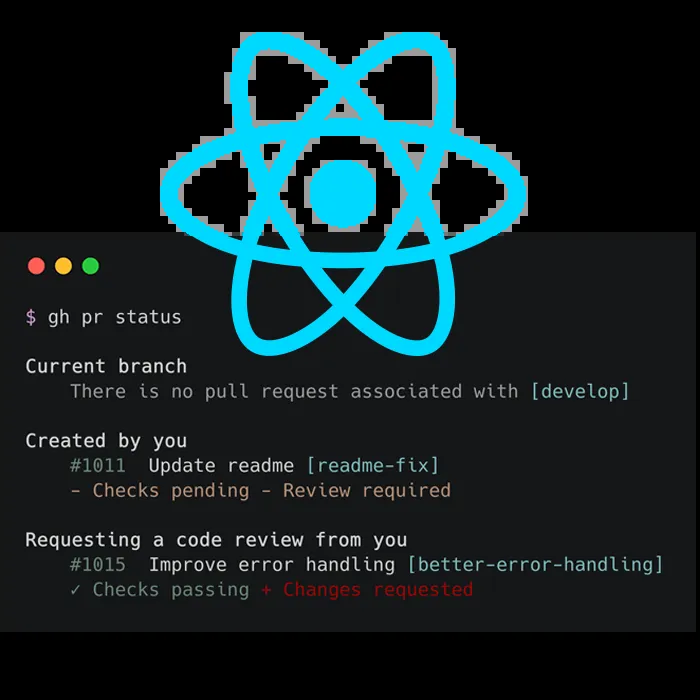 $ gh pr status
Current branch
There is no pull request associated with [develop]
Created by you
#1011 Update readme [readme-fix]
- Checks pending - Review required
Requesting a code review from you
#1015 Improve error handling [better-error-handling]
✓ Checks passing + Changes requested